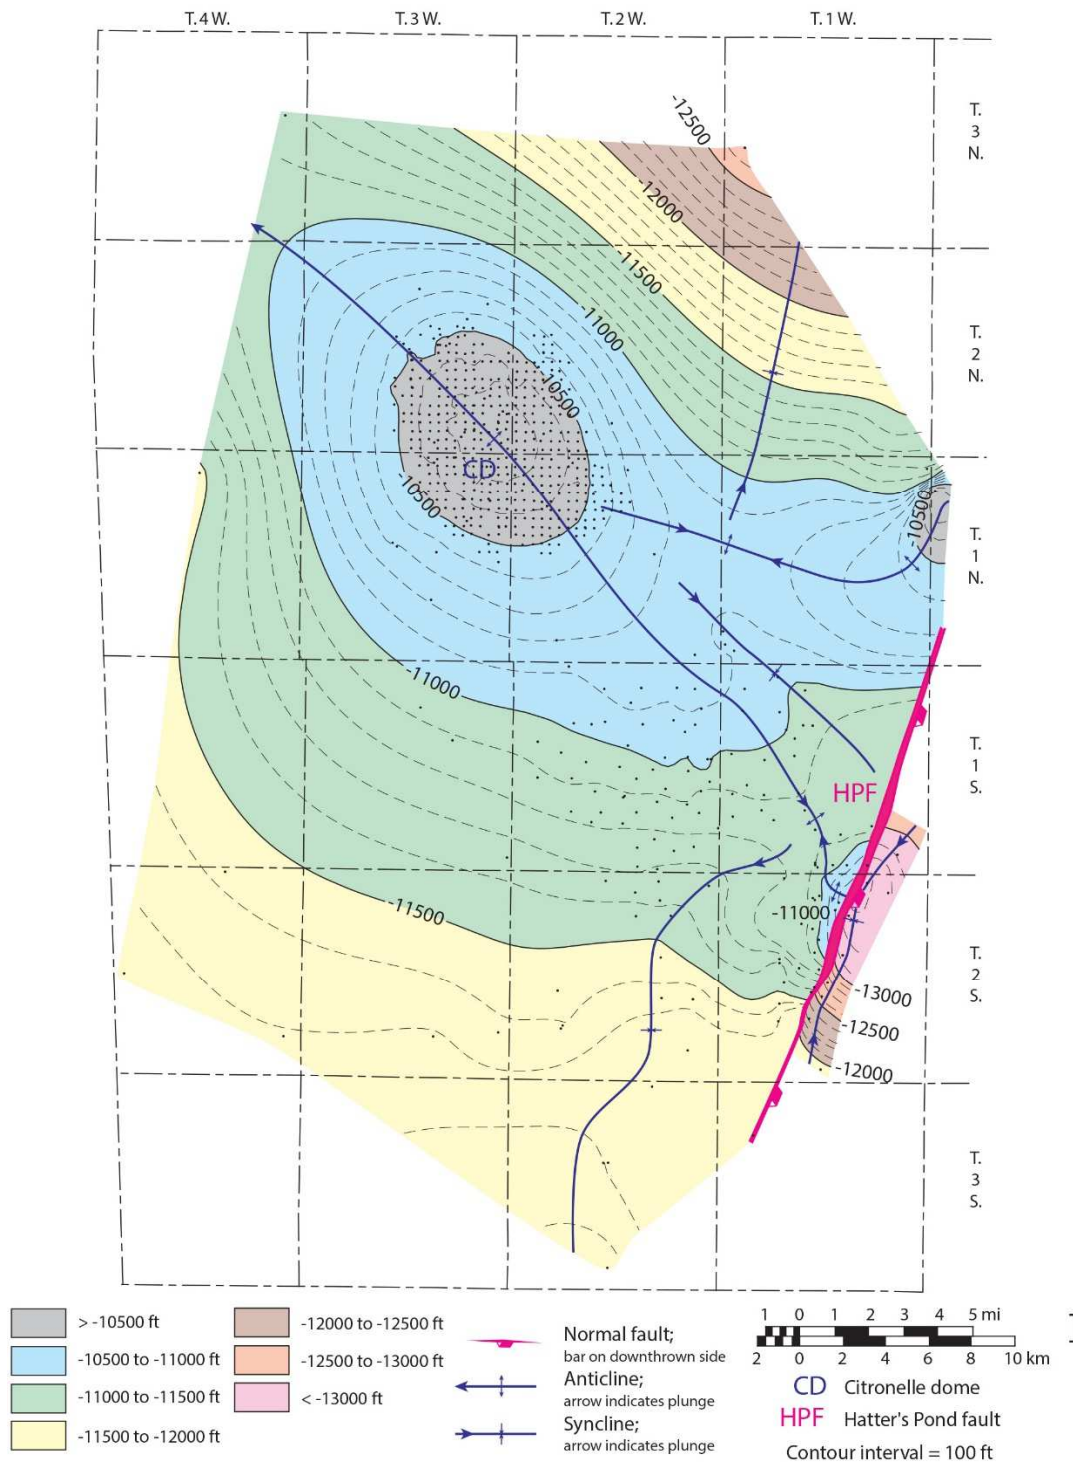 T.4W. T.3W. T.2W. T.1W.
T.
3
N.
-12500
-12000
-11500
-11000
T.
2
N.
10500
CD
-10500
-10500
T.
1
N.
-11000
T.
1
S.
HPF
-11000
-11500
T.
2
S.
-13000
-12500
-12000
T.
3
S.
> -10500 ft
-10500 to -11000 ft
-11000 to -11500 ft
-11500 to -12000 ft
-12000 to -12500 ft
-12500 to -13000 ft
< -13000 ft
Normal fault;
bar on downthrown side
Anticline;
arrow indicates plunge
Syncline;
arrow indicates plunge
1 0 1 2 3 4 5 mi
2 0 2 4 6 8 10 km
CD Citronelle dome
HPF Hatter's Pond fault
Contour interval = 100 ft